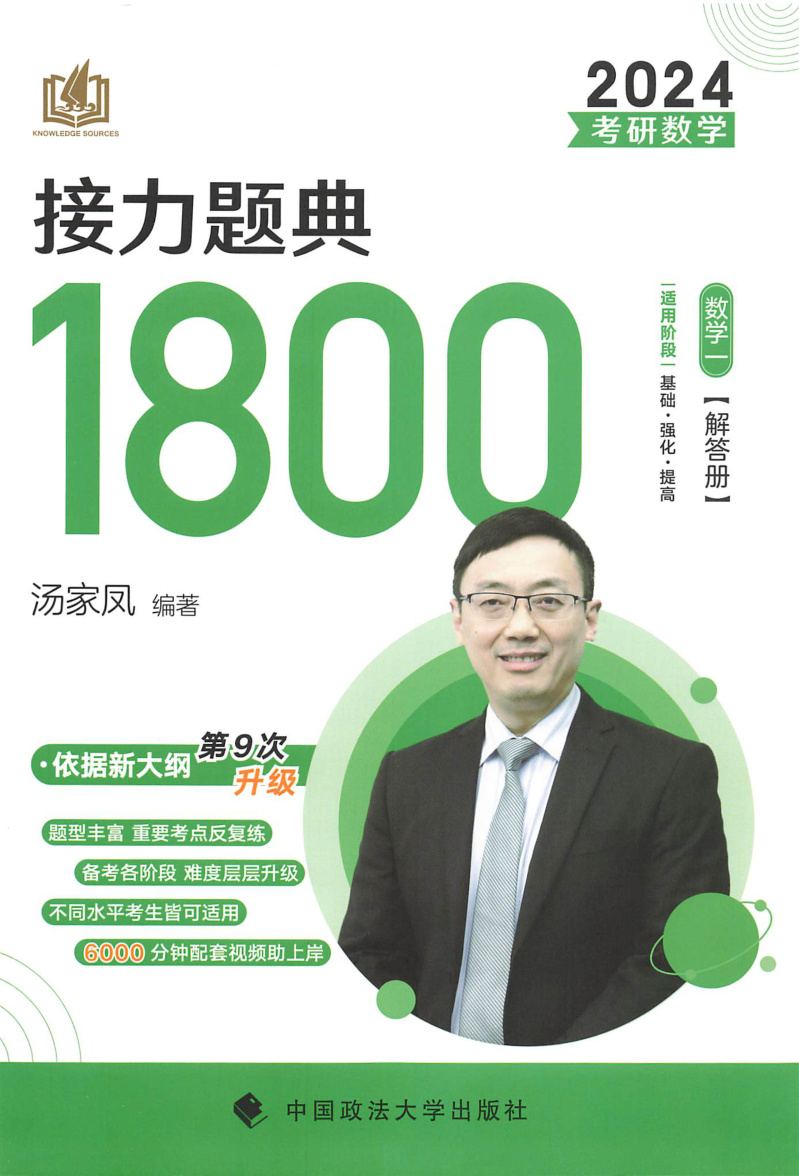 KNOWLEDGE SOURCES
2024
考研数学
接力题典
1800
数学一
【解答册】
|适用阶段|基础·强化·提高
汤家凤 编著
·依据新大纲 第9次
升级
题型丰富 重要考点反复练
备考各阶段 难度层层升级
不同水平考生皆可适用
6000分钟配套视频助上岸
中国政法大学出版社